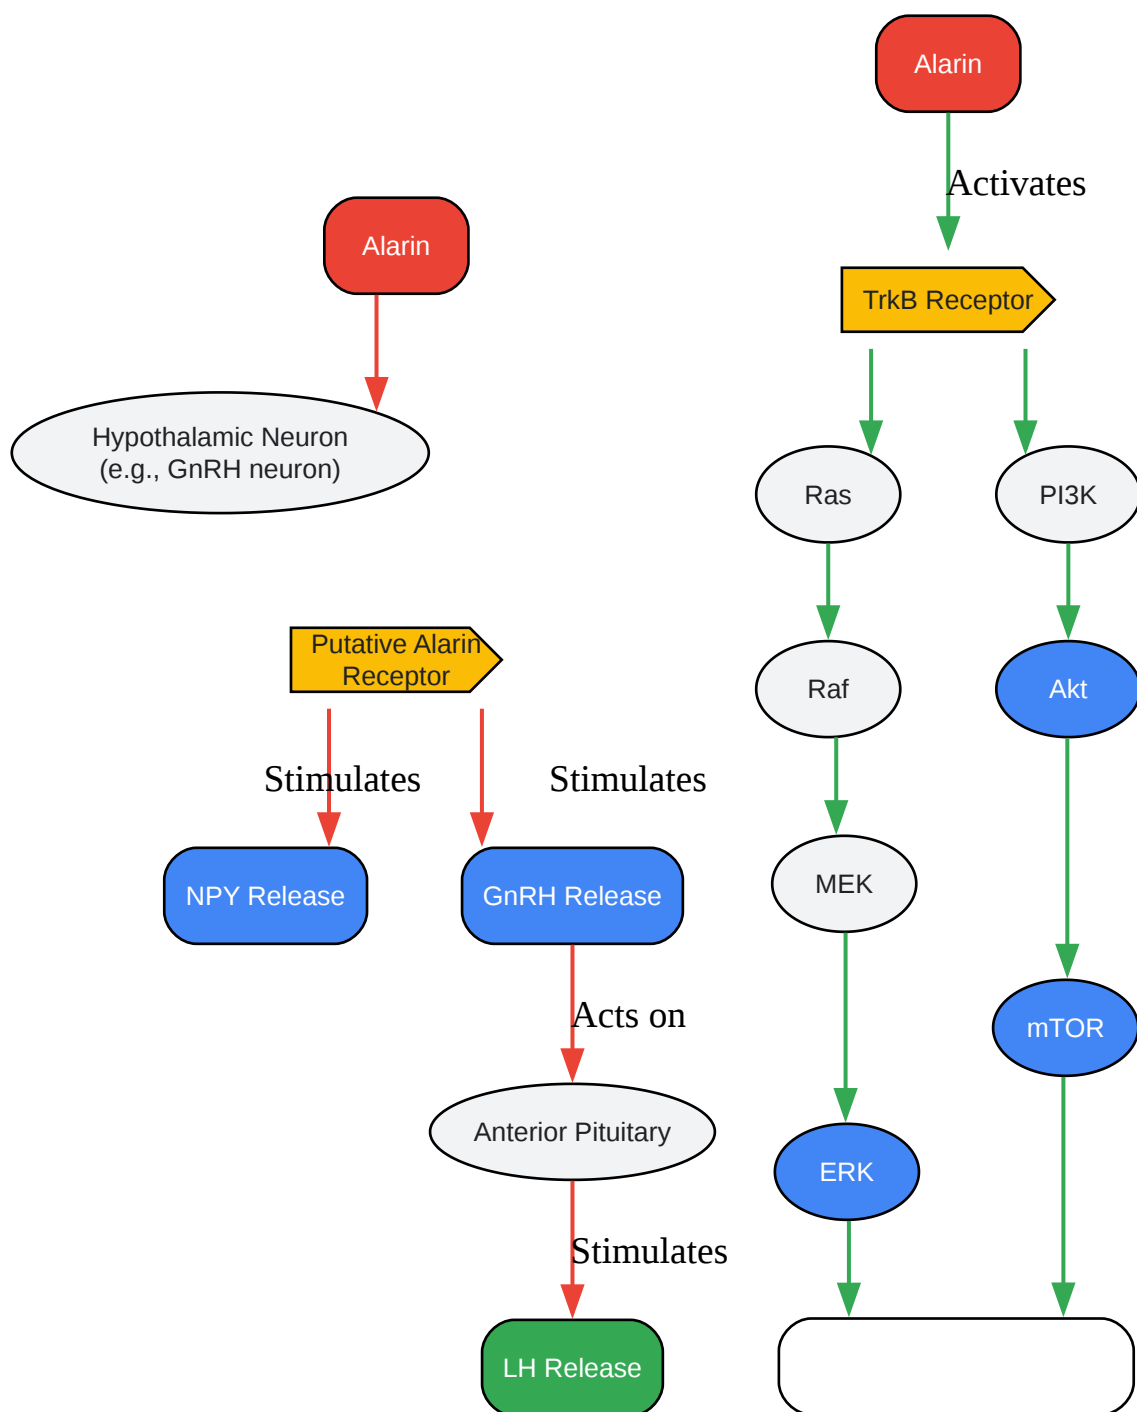 Alarin
Activates
TrkB Receptor
Ras
PI3K
Raf
Akt
MEK
mTOR
ERK
Alarin
Hypothalamic Neuron
(e.g., GnRH neuron)
Putative Alarin
Receptor
Stimulates
Stimulates
NPY Release
GnRH Release
Acts on
Anterior Pituitary
Stimulates
LH Release